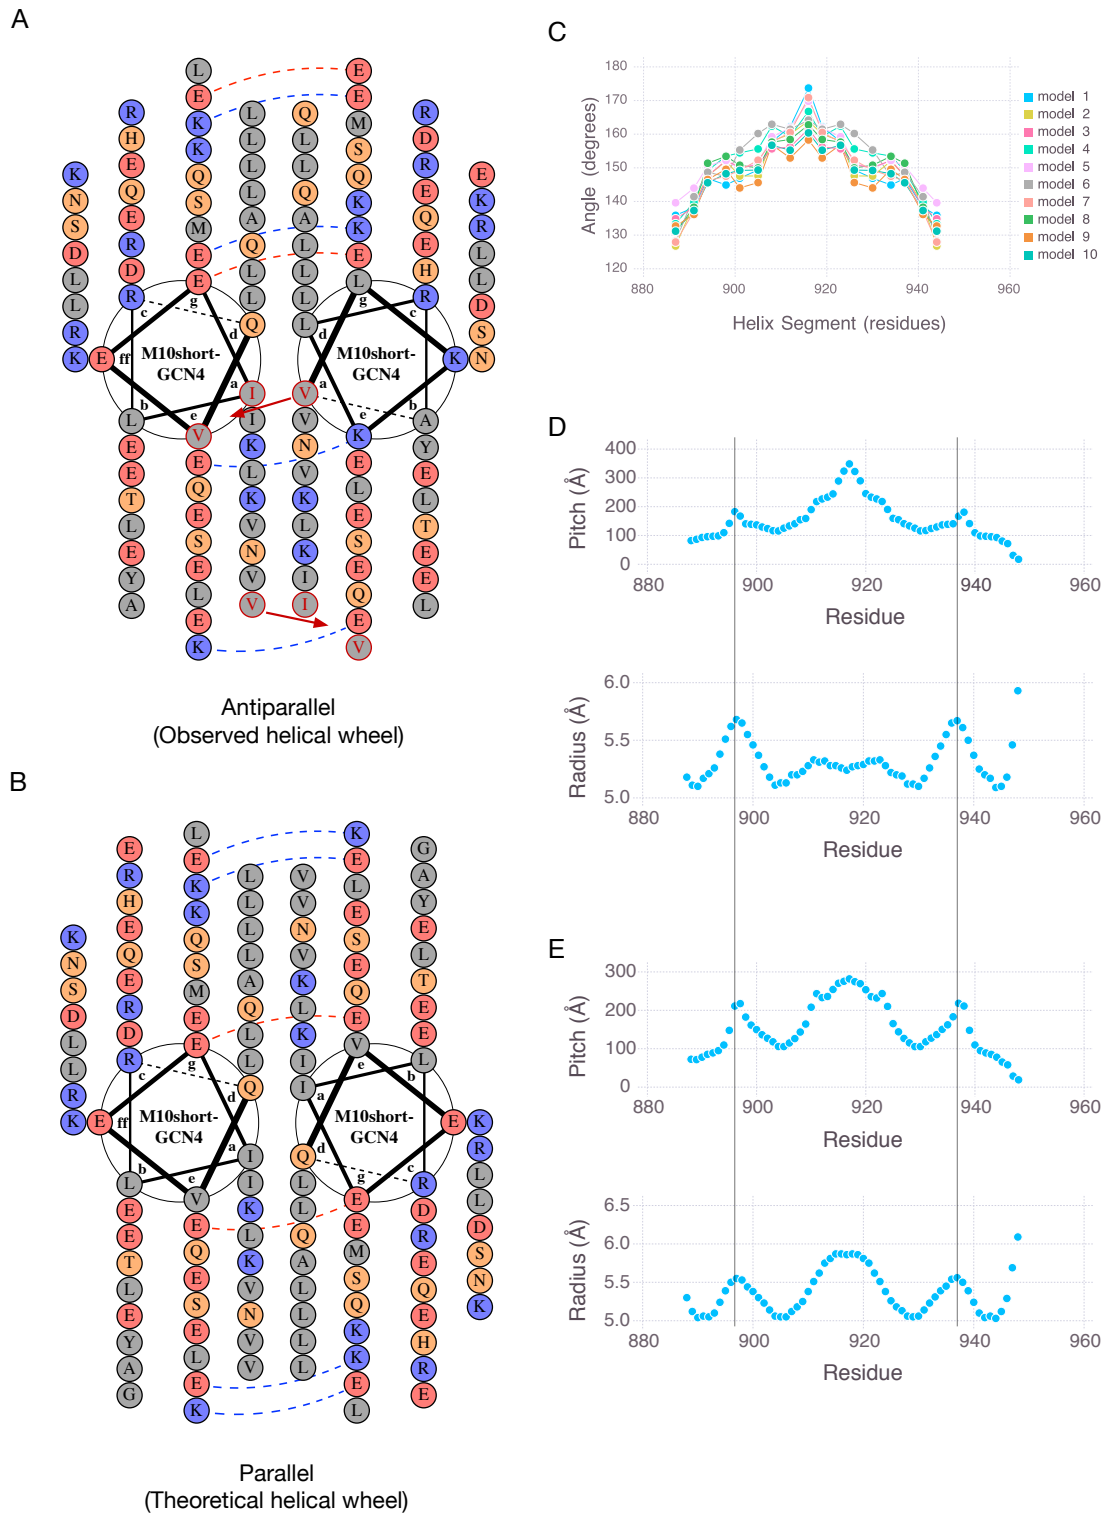 A
K N S D L L R K E
R H E Q E R D R
L E K K Q S M E E
L L L L A Q L L Q
Q L L Q A L L L L
E E M S Q K K E L
R D R E Q E H R
E K R L L D S N K
c g d d c
ff M10short-GCN4 M10short-GCN4
b e a a b
L E E T L E Y A
V E Q E S E L E K
I I K L K V N V V
V V N V K L K I I
K E L E S E Q E V
A Y E L T E E L
Antiparallel
(Observed helical wheel)
B
K N S D L L R K E
E R H E Q E R D R
L E K K Q S M E E
L L L L A Q L L Q
V V N V K L K I I
K E L E S E Q E V
G A Y E L T E E L
c g d a e b
ff M10short-GCN4 M10short-GCN4
b e a d g c
L E E T L E Y A G
V E Q E S E L E K
I I K L K V N V V
Q L L Q A L L L L
E E M S Q K K E L
R D R E Q E H R E
E K R L L D S N K
Parallel
(Theoretical helical wheel)
C
Angle (degrees)
180
170
160
150
140
130
120
880 900 920 940 960
Helix Segment (residues)
model 1
model 2
model 3
model 4
model 5
model 6
model 7
model 8
model 9
model 10
D
Pitch (Å)
400
300
200
100
0
880 900 920 940 960
Residue
Radius (Å)
6.0
5.5
5.0
880 900 920 940 960
Residue
E
Pitch (Å)
300
200
100
0
880 900 920 940 960
Residue
Radius (Å)
6.5
6.0
5.5
5.0
880 900 920 940 960
Residue